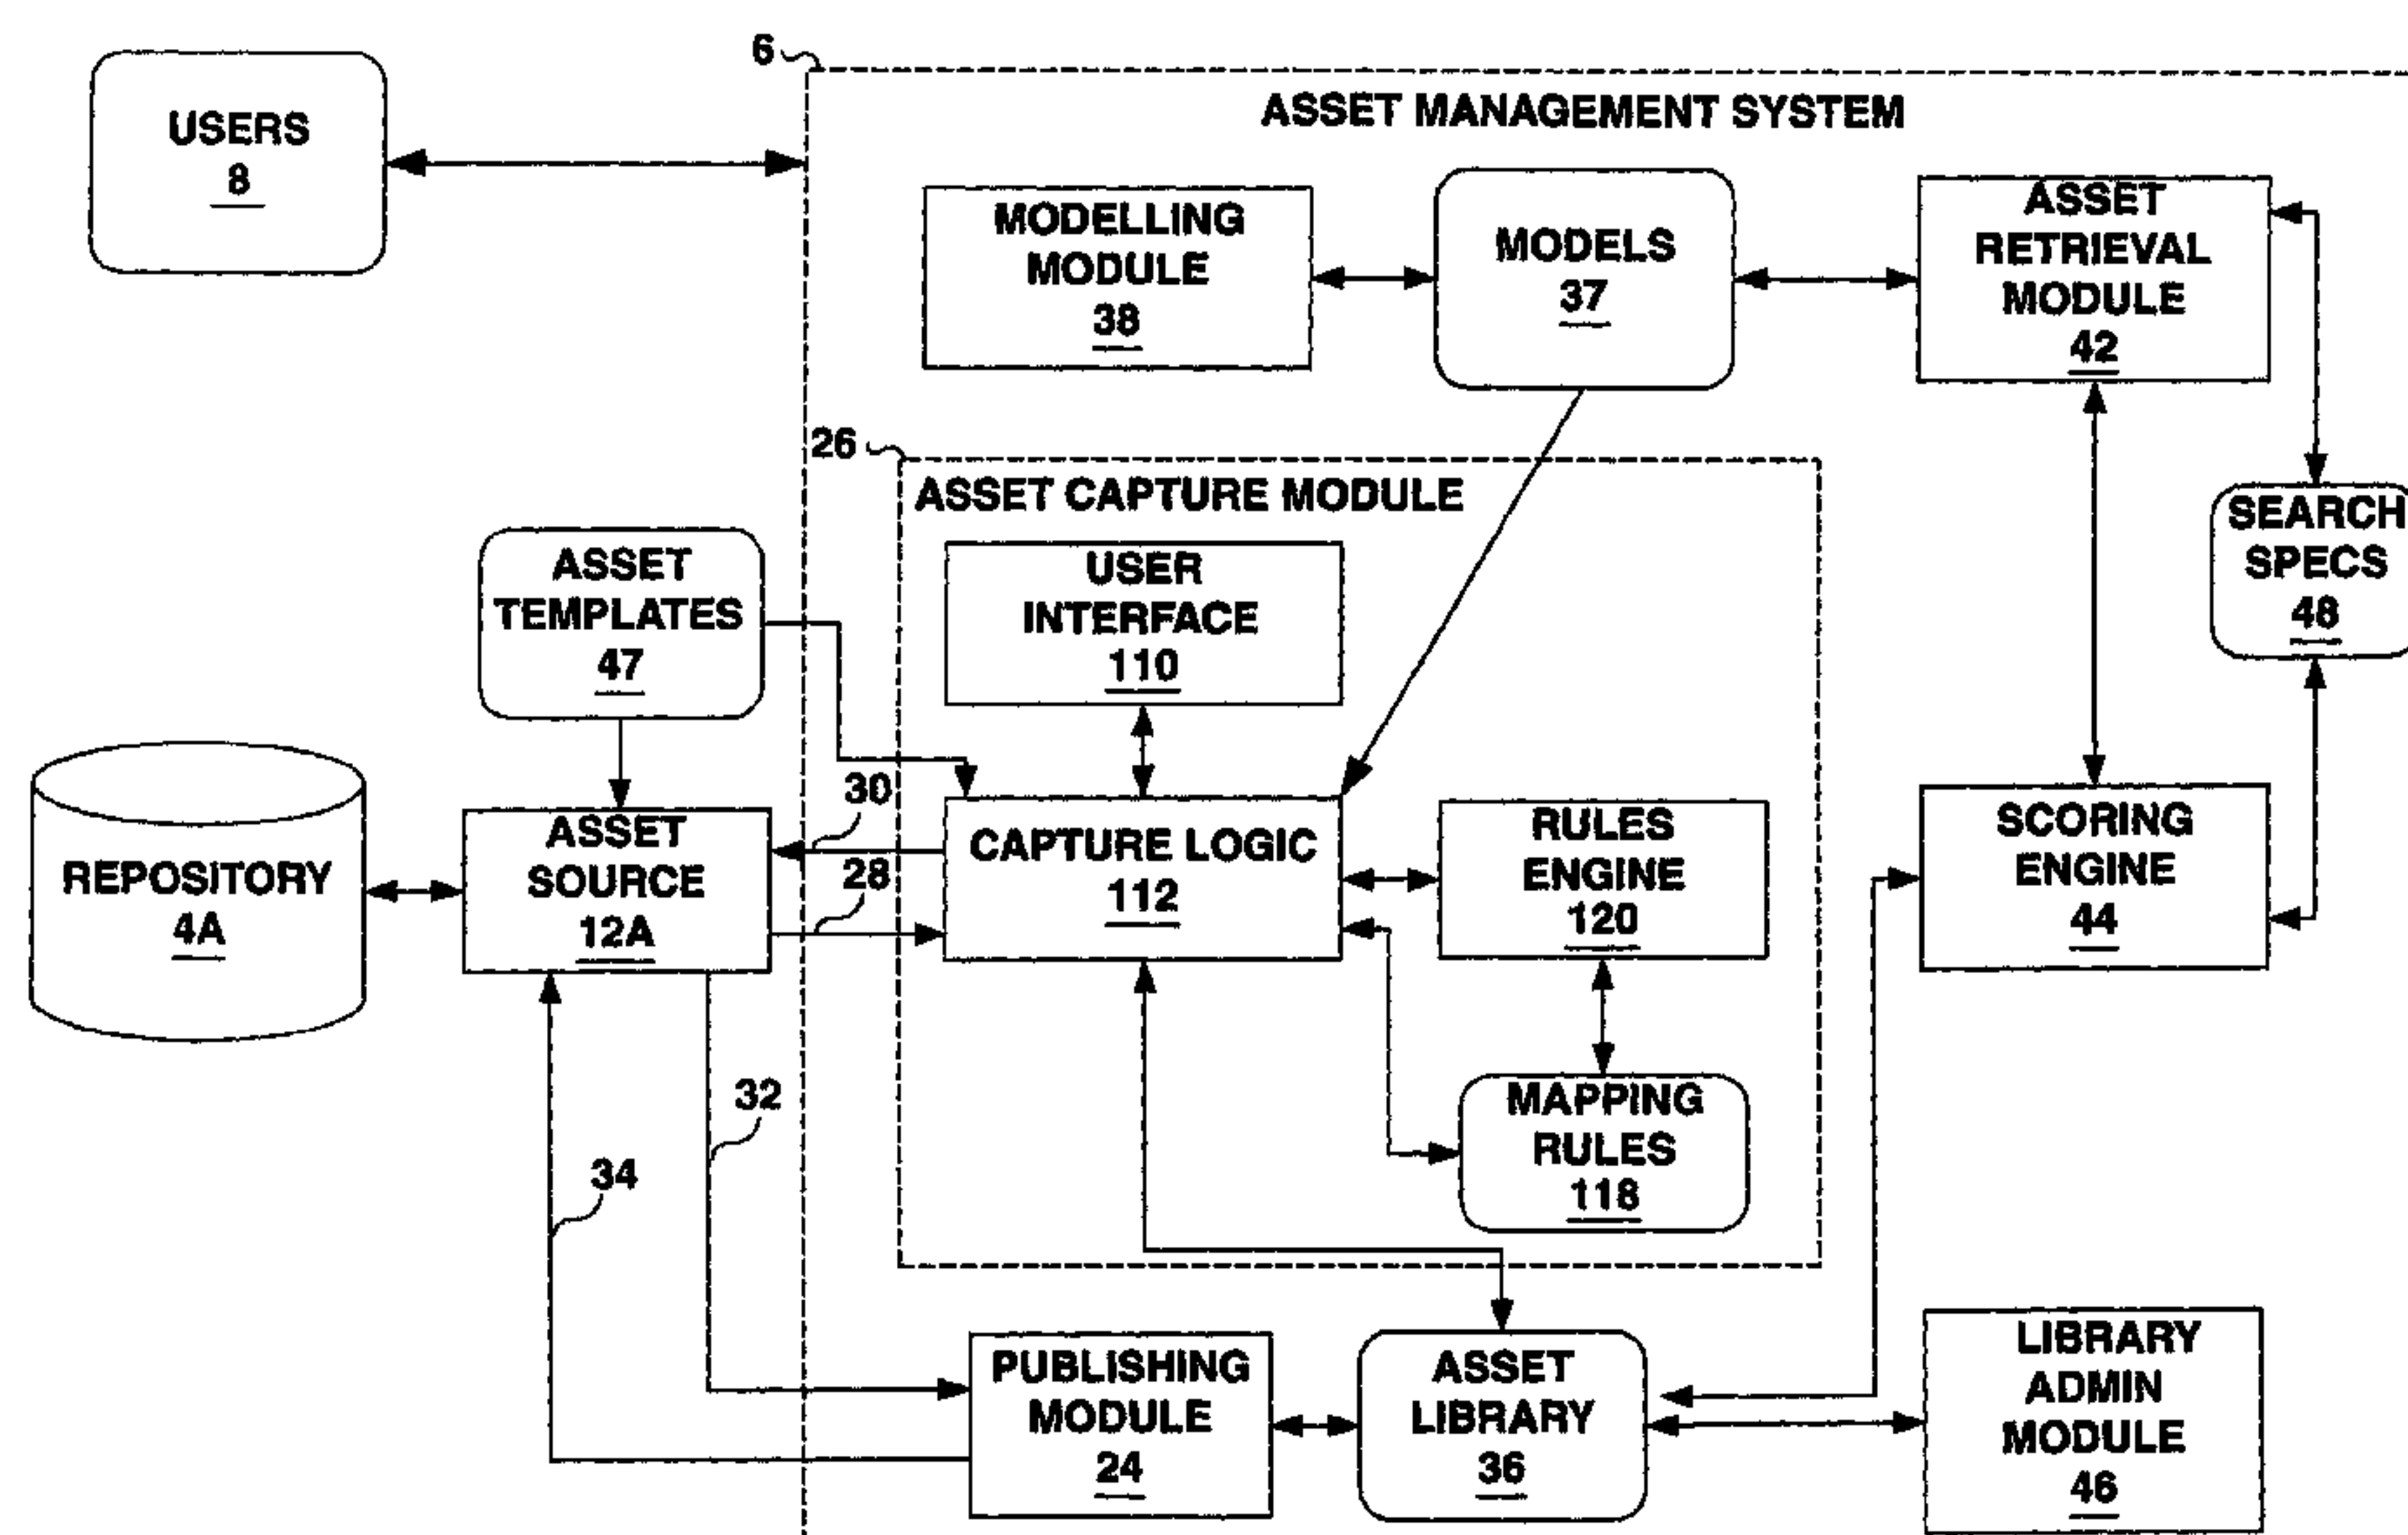 6
ASSET MANAGEMENT SYSTEM
USERS
8
MODELLING
MODULE
38
MODELS
37
ASSET
RETRIEVAL
MODULE
42
26
ASSET CAPTURE MODULE
SEARCH
SPECS
48
ASSET
TEMPLATES
47
USER
INTERFACE
110
30
28
REPOSITORY
4A
ASSET
SOURCE
12A
CAPTURE LOGIC
112
RULES
ENGINE
120
SCORING
ENGINE
44
32
34
MAPPING
RULES
118
PUBLISHING
MODULE
24
ASSET
LIBRARY
36
LIBRARY
ADMIN
MODULE
46